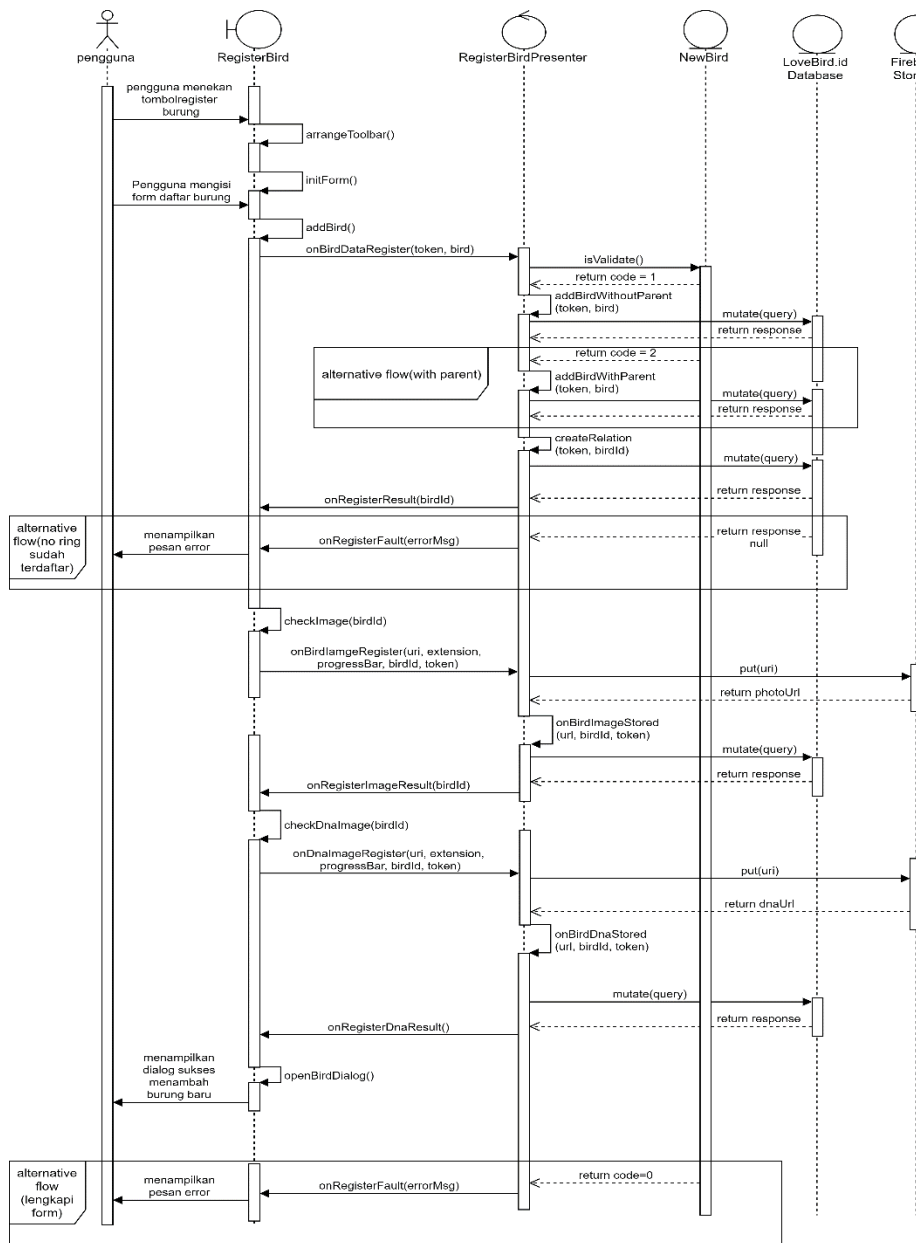 pengguna
RegisterBird
RegisterBirdPresenter
NewBird
LoveBird.id
Database
Fireb
Stor
pengguna menekan
tombolregister
burung
arrangeToolbar()
initForm()
Pengguna mengisi
form daftar burung
addBird()
onBirdDataRegister(token, bird)
isValidate()
return code = 1
addBirdWithoutParent
(token, bird)
mutate(query)
return response
alternative flow(with parent)
return code = 2
addBirdWithParent
(token, bird)
mutate(query)
return response
createRelation
(token, birdId)
mutate(query)
return response
onRegisterResult(birdId)
alternative
flow(no ring
sudah
terdaftar)
menampilkan
pesan error
onRegisterFault(errorMsg)
return response
null
checkImage(birdId)
onBirdIamgeRegister(uri, extension,
progressBar, birdId, token)
put(uri)
return photoUrl
onBirdImageStored
(url, birdId, token)
mutate(query)
return response
onRegisterImageResult(birdId)
checkDnaImage(birdId)
onDnaImageRegister(uri, extension,
progressBar, birdId, token)
put(uri)
return dnaUrl
onBirdDnaStored
(url, birdId, token)
mutate(query)
return response
onRegisterDnaResult()
menampilkan
dialog sukses
menambah
burung baru
openBirdDialog()
alternative
flow
(lengkapi
form)
menampilkan
pesan error
onRegisterFault(errorMsg)
return code=0